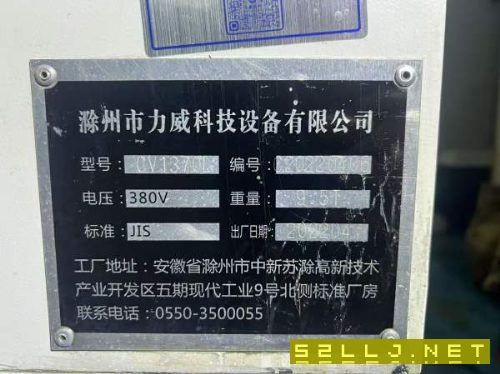 滁州市力威科技设备有限公司
型号: 编号:
电压: 380V 重量:
标准: JIS 出厂日期: 202204
工厂地址：安徽省滁州市中新苏滁高新技术
产业开发区五期现代工业9号北侧标准厂房
联系电话：0550-3500055
52LLJ.NET